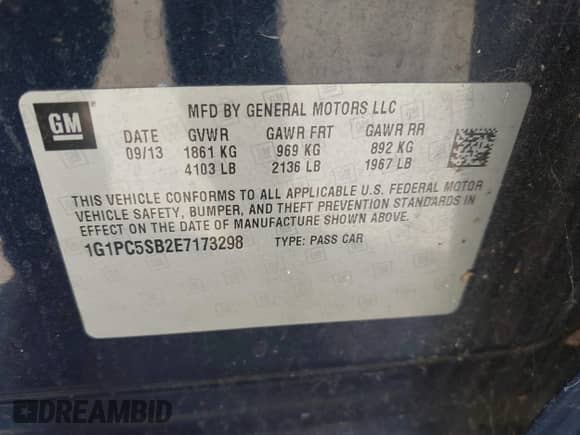 GM
MFD BY GENERAL MOTORS LLC
DATE GVWR GAWR FRT GAWR RR
09/13 1861 KG 969 KG 892 KG
4103 LB 2136 LB 1967 LB
THIS VEHICLE CONFORMS TO ALL APPLICABLE U.S. FEDERAL MOTOR
VEHICLE SAFETY, BUMPER, AND THEFT PREVENTION STANDARDS IN
EFFECT ON THE DATE OF MANUFACTURE SHOWN ABOVE.
1G1PC5SB2E7173298 TYPE: PASS CAR
DREAMBID